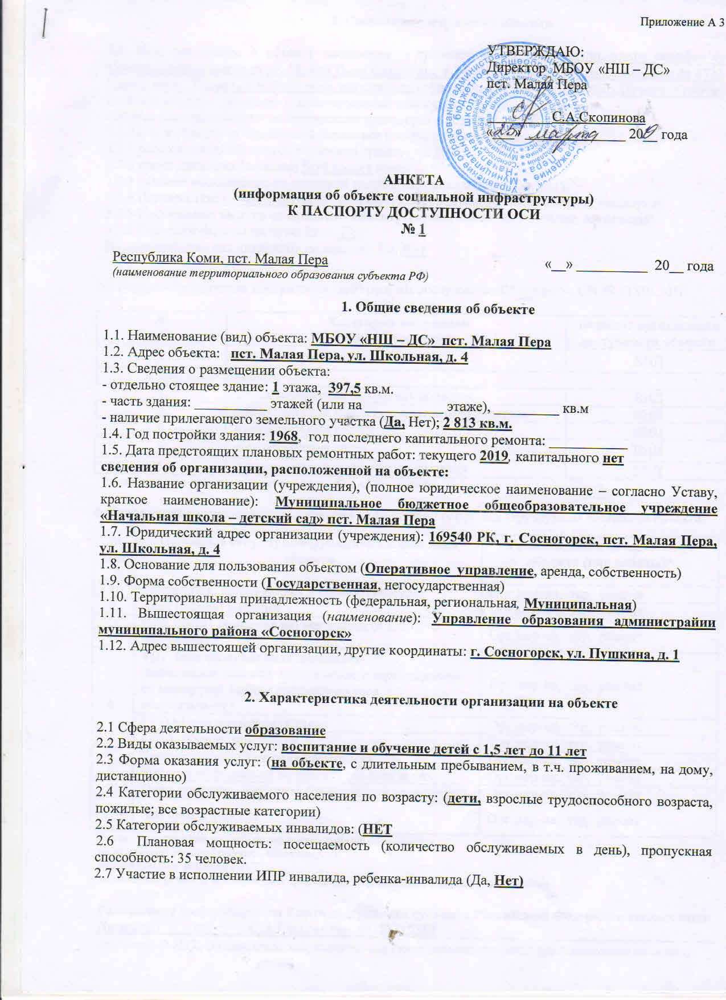 Приложение А 3
УТВЕРЖДАЮ:
Директор МБОУ «НШ – ДС»
пст. Малая Пера
С.А.Скопинова
«25» марта 2019 года
АНКЕТА
(информация об объекте социальной инфраструктуры)
К ПАСПОРТУ ДОСТУПНОСТИ ОСИ
№ 1
Республика Коми, пст. Малая Пера
«__» __________ 20__ года
(наименование территориального образования субъекта РФ)
1. Общие сведения об объекте
1.1. Наименование (вид) объекта: МБОУ «НШ – ДС» пст. Малая Пера
1.2. Адрес объекта: пст. Малая Пера, ул. Школьная, д. 4
1.3. Сведения о размещении объекта:
- отдельно стоящее здание: 1 этажа, 397,5 кв.м.
- часть здания: __________ этажей (или на ___________ этаже), _________ кв.м
- наличие прилегающего земельного участка (Да, Нет); 2 813 кв.м.
1.4. Год постройки здания: 1968, год последнего капитального ремонта: ___________
1.5. Дата предстоящих плановых ремонтных работ: текущего 2019, капитального нет
сведения об организации, расположенной на объекте:
1.6. Название организации (учреждения), (полное юридическое наименование – согласно Уставу,
краткое наименование): Муниципальное бюджетное общеобразовательное учреждение
«Начальная школа – детский сад» пст. Малая Пера
1.7. Юридический адрес организации (учреждения): 169540 РК, г. Сосногорск, пст. Малая Пера,
ул. Школьная, д. 4
1.8. Основание для пользования объектом (Оперативное управление, аренда, собственность)
1.9. Форма собственности (Государственная, негосударственная)
1.10. Территориальная принадлежность (федеральная, региональная, Муниципальная)
1.11. Вышестоящая организация (наименование): Управление образования администрайии
муниципального района «Сосногорск»
1.12. Адрес вышестоящей организации, другие координаты: г. Сосногорск, ул. Пушкина, д. 1
2. Характеристика деятельности организации на объекте
2.1 Сфера деятельности образование
2.2 Виды оказываемых услуг: воспитание и обучение детей с 1,5 лет до 11 лет
2.3 Форма оказания услуг: (на объекте, с длительным пребыванием, в т.ч. проживанием, на дому,
дистанционно)
2.4 Категории обслуживаемого населения по возрасту: (дети, взрослые трудоспособного возраста,
пожилые; все возрастные категории)
2.5 Категории обслуживаемых инвалидов: (НЕТ
2.6 Плановая мощность: посещаемость (количество обслуживаемых в день), пропускная
способность: 35 человек.
2.7 Участие в исполнении ИПР инвалида, ребенка-инвалида (Да, Нет)